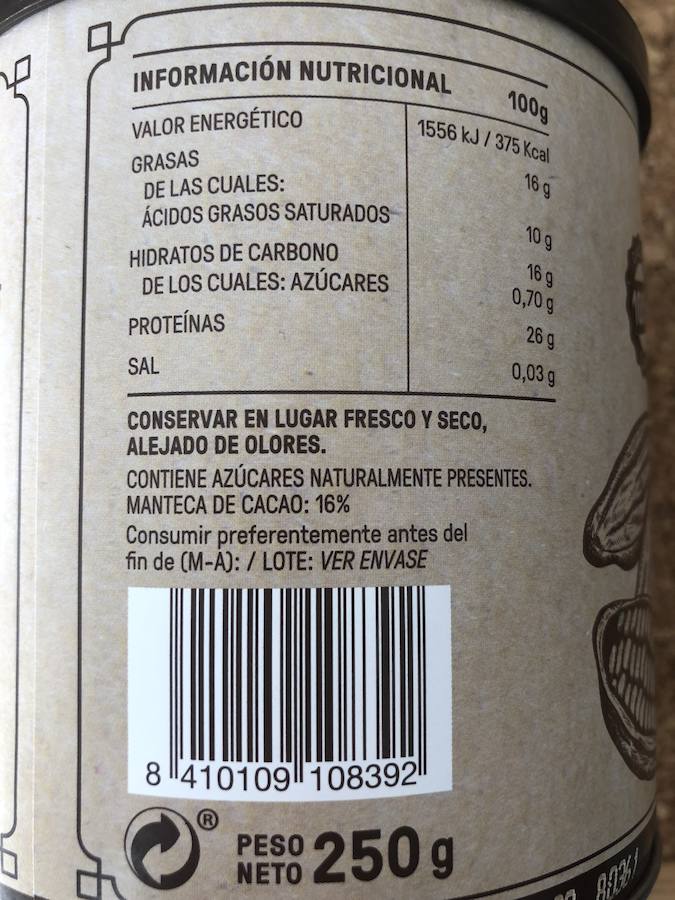 INFORMACIÓN NUTRICIONAL 100g
VALOR ENERGÉTICO 1556 kJ / 375 Kcal
GRASAS 16 g
DE LAS CUALES:
ÁCIDOS GRASOS SATURADOS 10 g
HIDRATOS DE CARBONO 16 g
DE LOS CUALES: AZÚCARES 0,70 g
PROTEÍNAS 26 g
SAL 0,03 g
CONSERVAR EN LUGAR FRESCO Y SECO,
ALEJADO DE OLORES.
CONTIENE AZÚCARES NATURALMENTE PRESENTES.
MANTECA DE CACAO: 16%
Consumir preferentemente antes del
fin de (M-A): / LOTE: VER ENVASE
8 410109 108392
®
PESO NETO 250 g